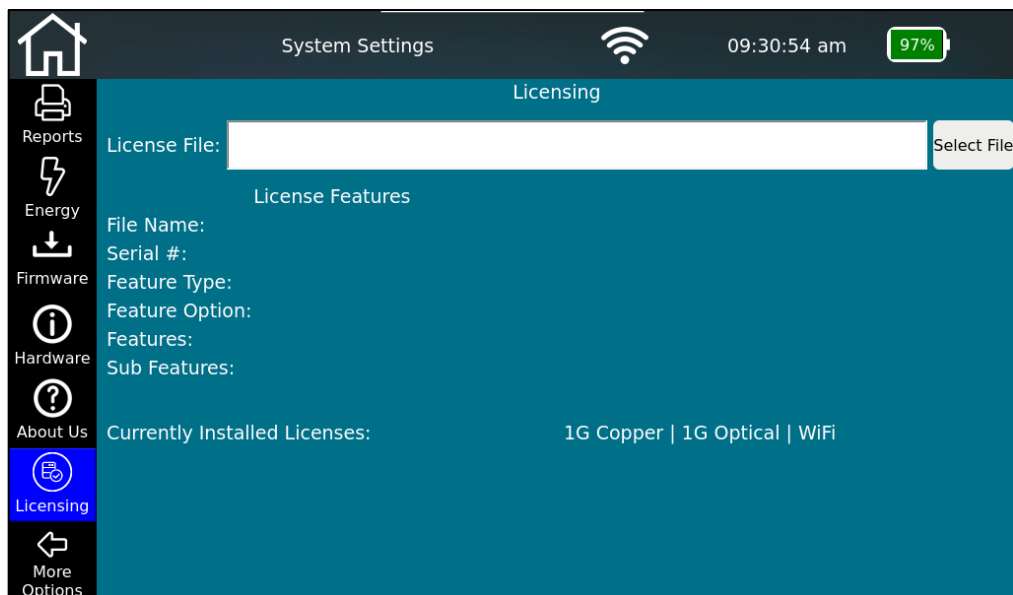 System Settings
09:30:54 am
97%
Reports
Energy
Firmware
Hardware
About Us
Licensing
More
Options
Licensing
License File:
Select File
License Features
File Name:
Serial #:
Feature Type:
Feature Option:
Features:
Sub Features:
Currently Installed Licenses: 1G Copper | 1G Optical | WiFi